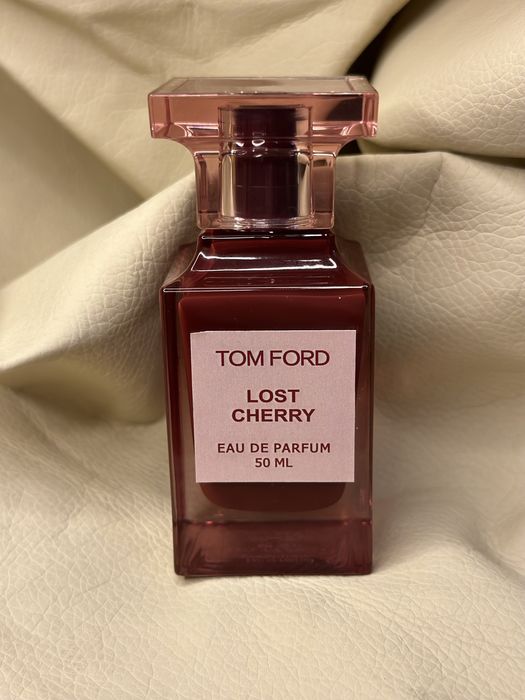 TOM FORD
LOST
CHERRY
EAU DE PARFUM
50 ML